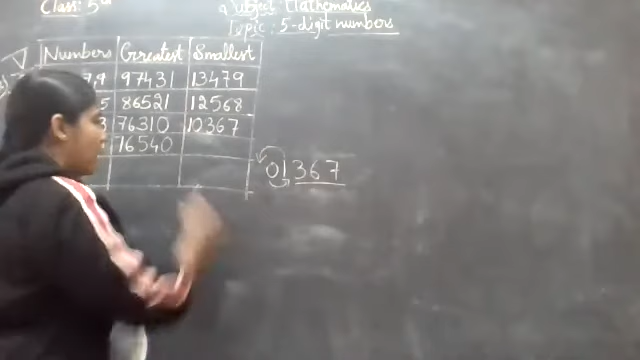 Class: 5th Subject: Mathematics
Topic: 5-digit numbers
Numbers Greatest Smallest
97431 13479
5 86521 12568
3 76310 10367
76540
01367